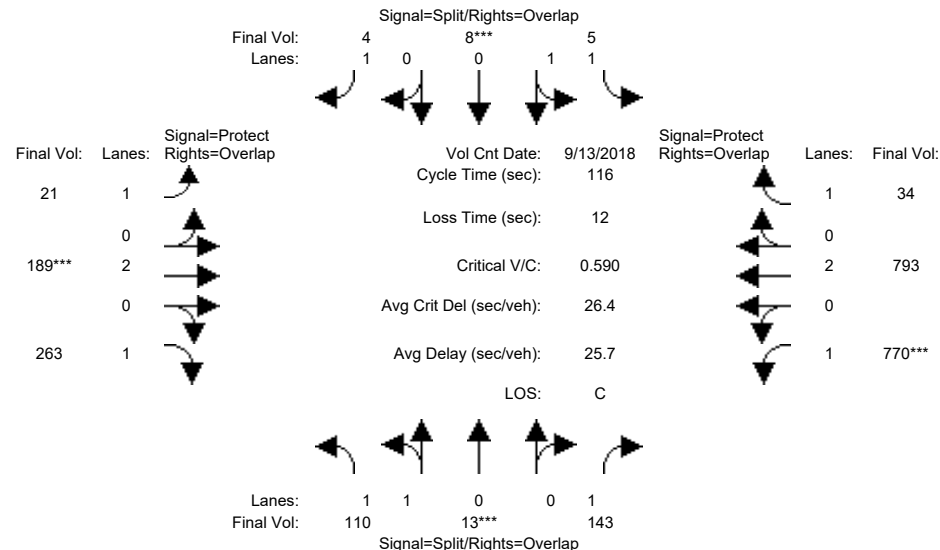 Signal=Split/Rights=Overlap
Final Vol: 4 8*** 5
Lanes: 1 0 0 1 1
Signal=Protect Signal=Protect
Final Vol: Lanes: Rights=Overlap Vol Cnt Date: 9/13/2018 Rights=Overlap Lanes: Final Vol:
Cycle Time (sec): 116
21 1 1 34
Loss Time (sec): 12
0 0
189*** 2 Critical V/C: 0.590 2 793
0 Avg Crit Del (sec/veh): 26.4 0
263 1 Avg Delay (sec/veh): 25.7 1 770***
LOS: C
Lanes: 1 1 0 0 1
Final Vol: 110 13*** 143
Signal=Split/Rights=Overlap